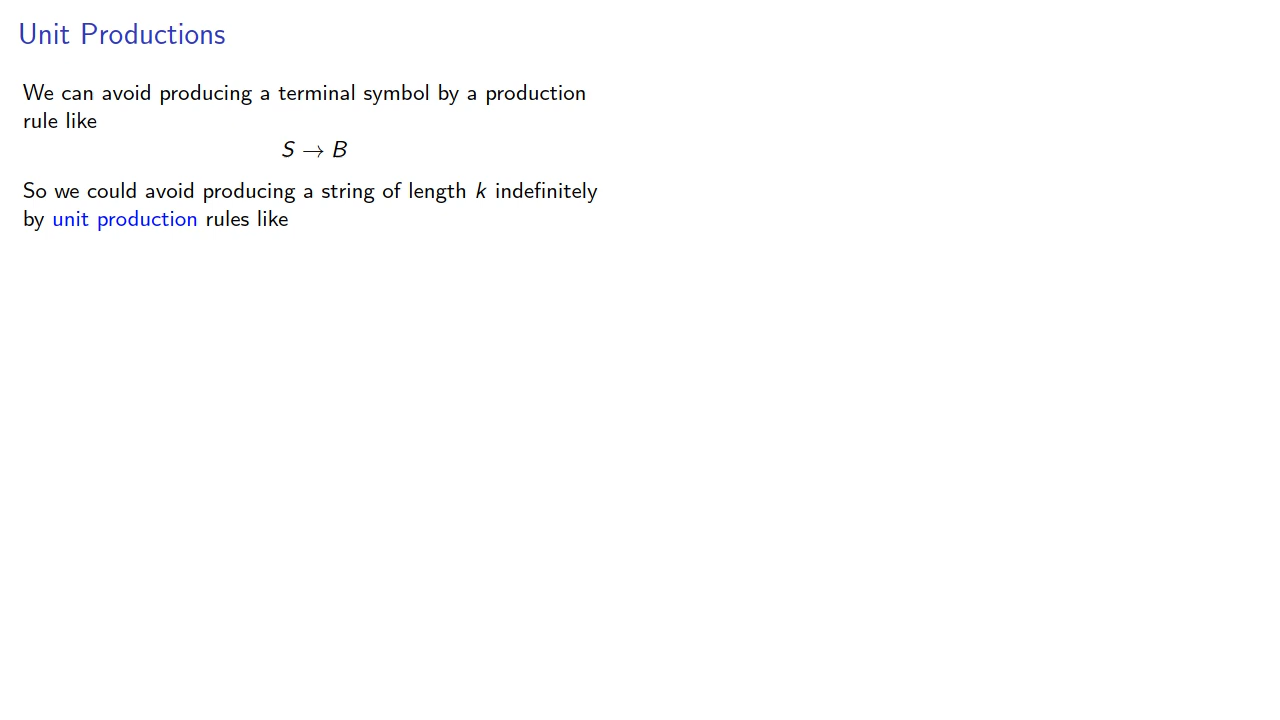 Unit Productions
We can avoid producing a terminal symbol by a production
rule like
S → B
So we could avoid producing a string of length k indefinitely
by unit production rules like